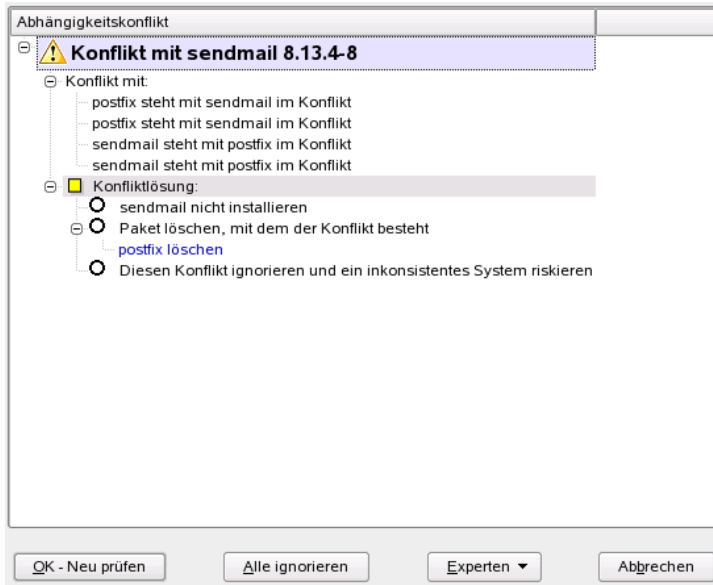 Abhängigkeitskonflikt
Konflikt mit sendmail 8.13.4-8
Konflikt mit:
postfix steht mit sendmail im Konflikt
postfix steht mit sendmail im Konflikt
sendmail steht mit postfix im Konflikt
sendmail steht mit postfix im Konflikt
Konfliktlösung:
sendmail nicht installieren
Paket löschen, mit dem der Konflikt besteht
postfix löschen
Diesen Konflikt ignorieren und ein inkonsistentes System riskieren
OK - Neu prüfen
Alle ignorieren
Experten
Abbrechen